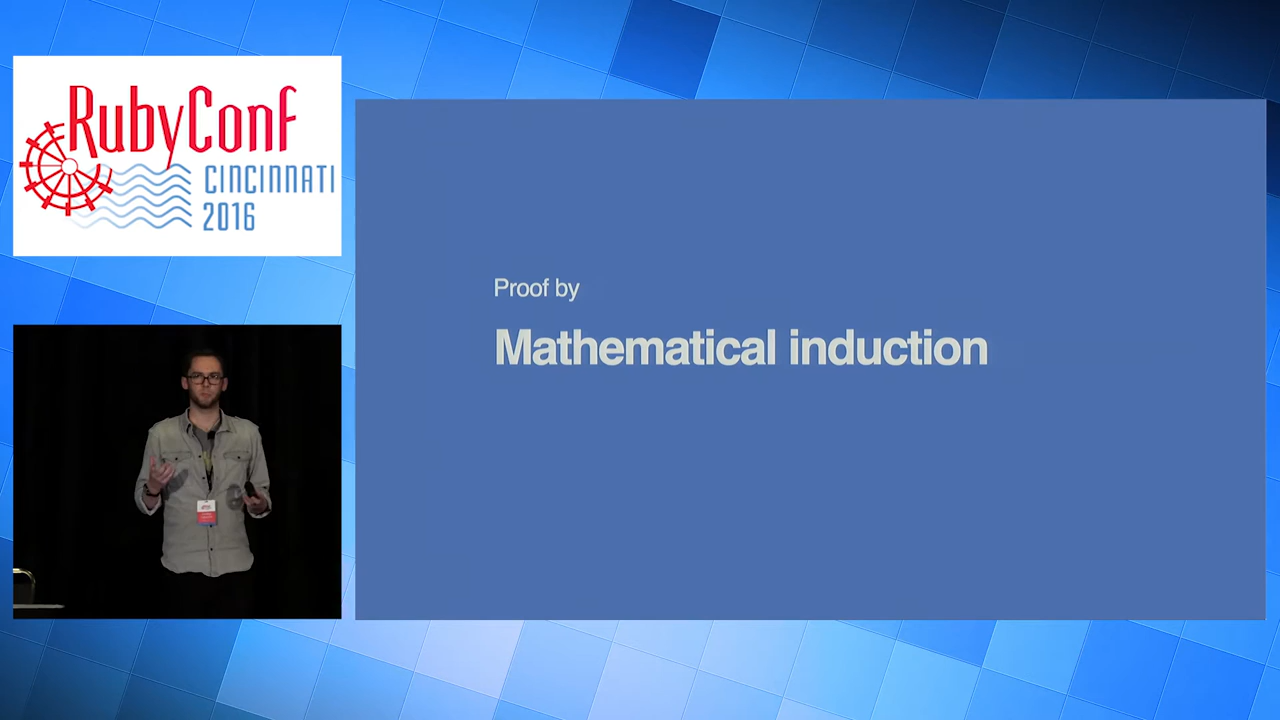 RubyConf
CINCINNATI
2016
Proof by
Mathematical induction